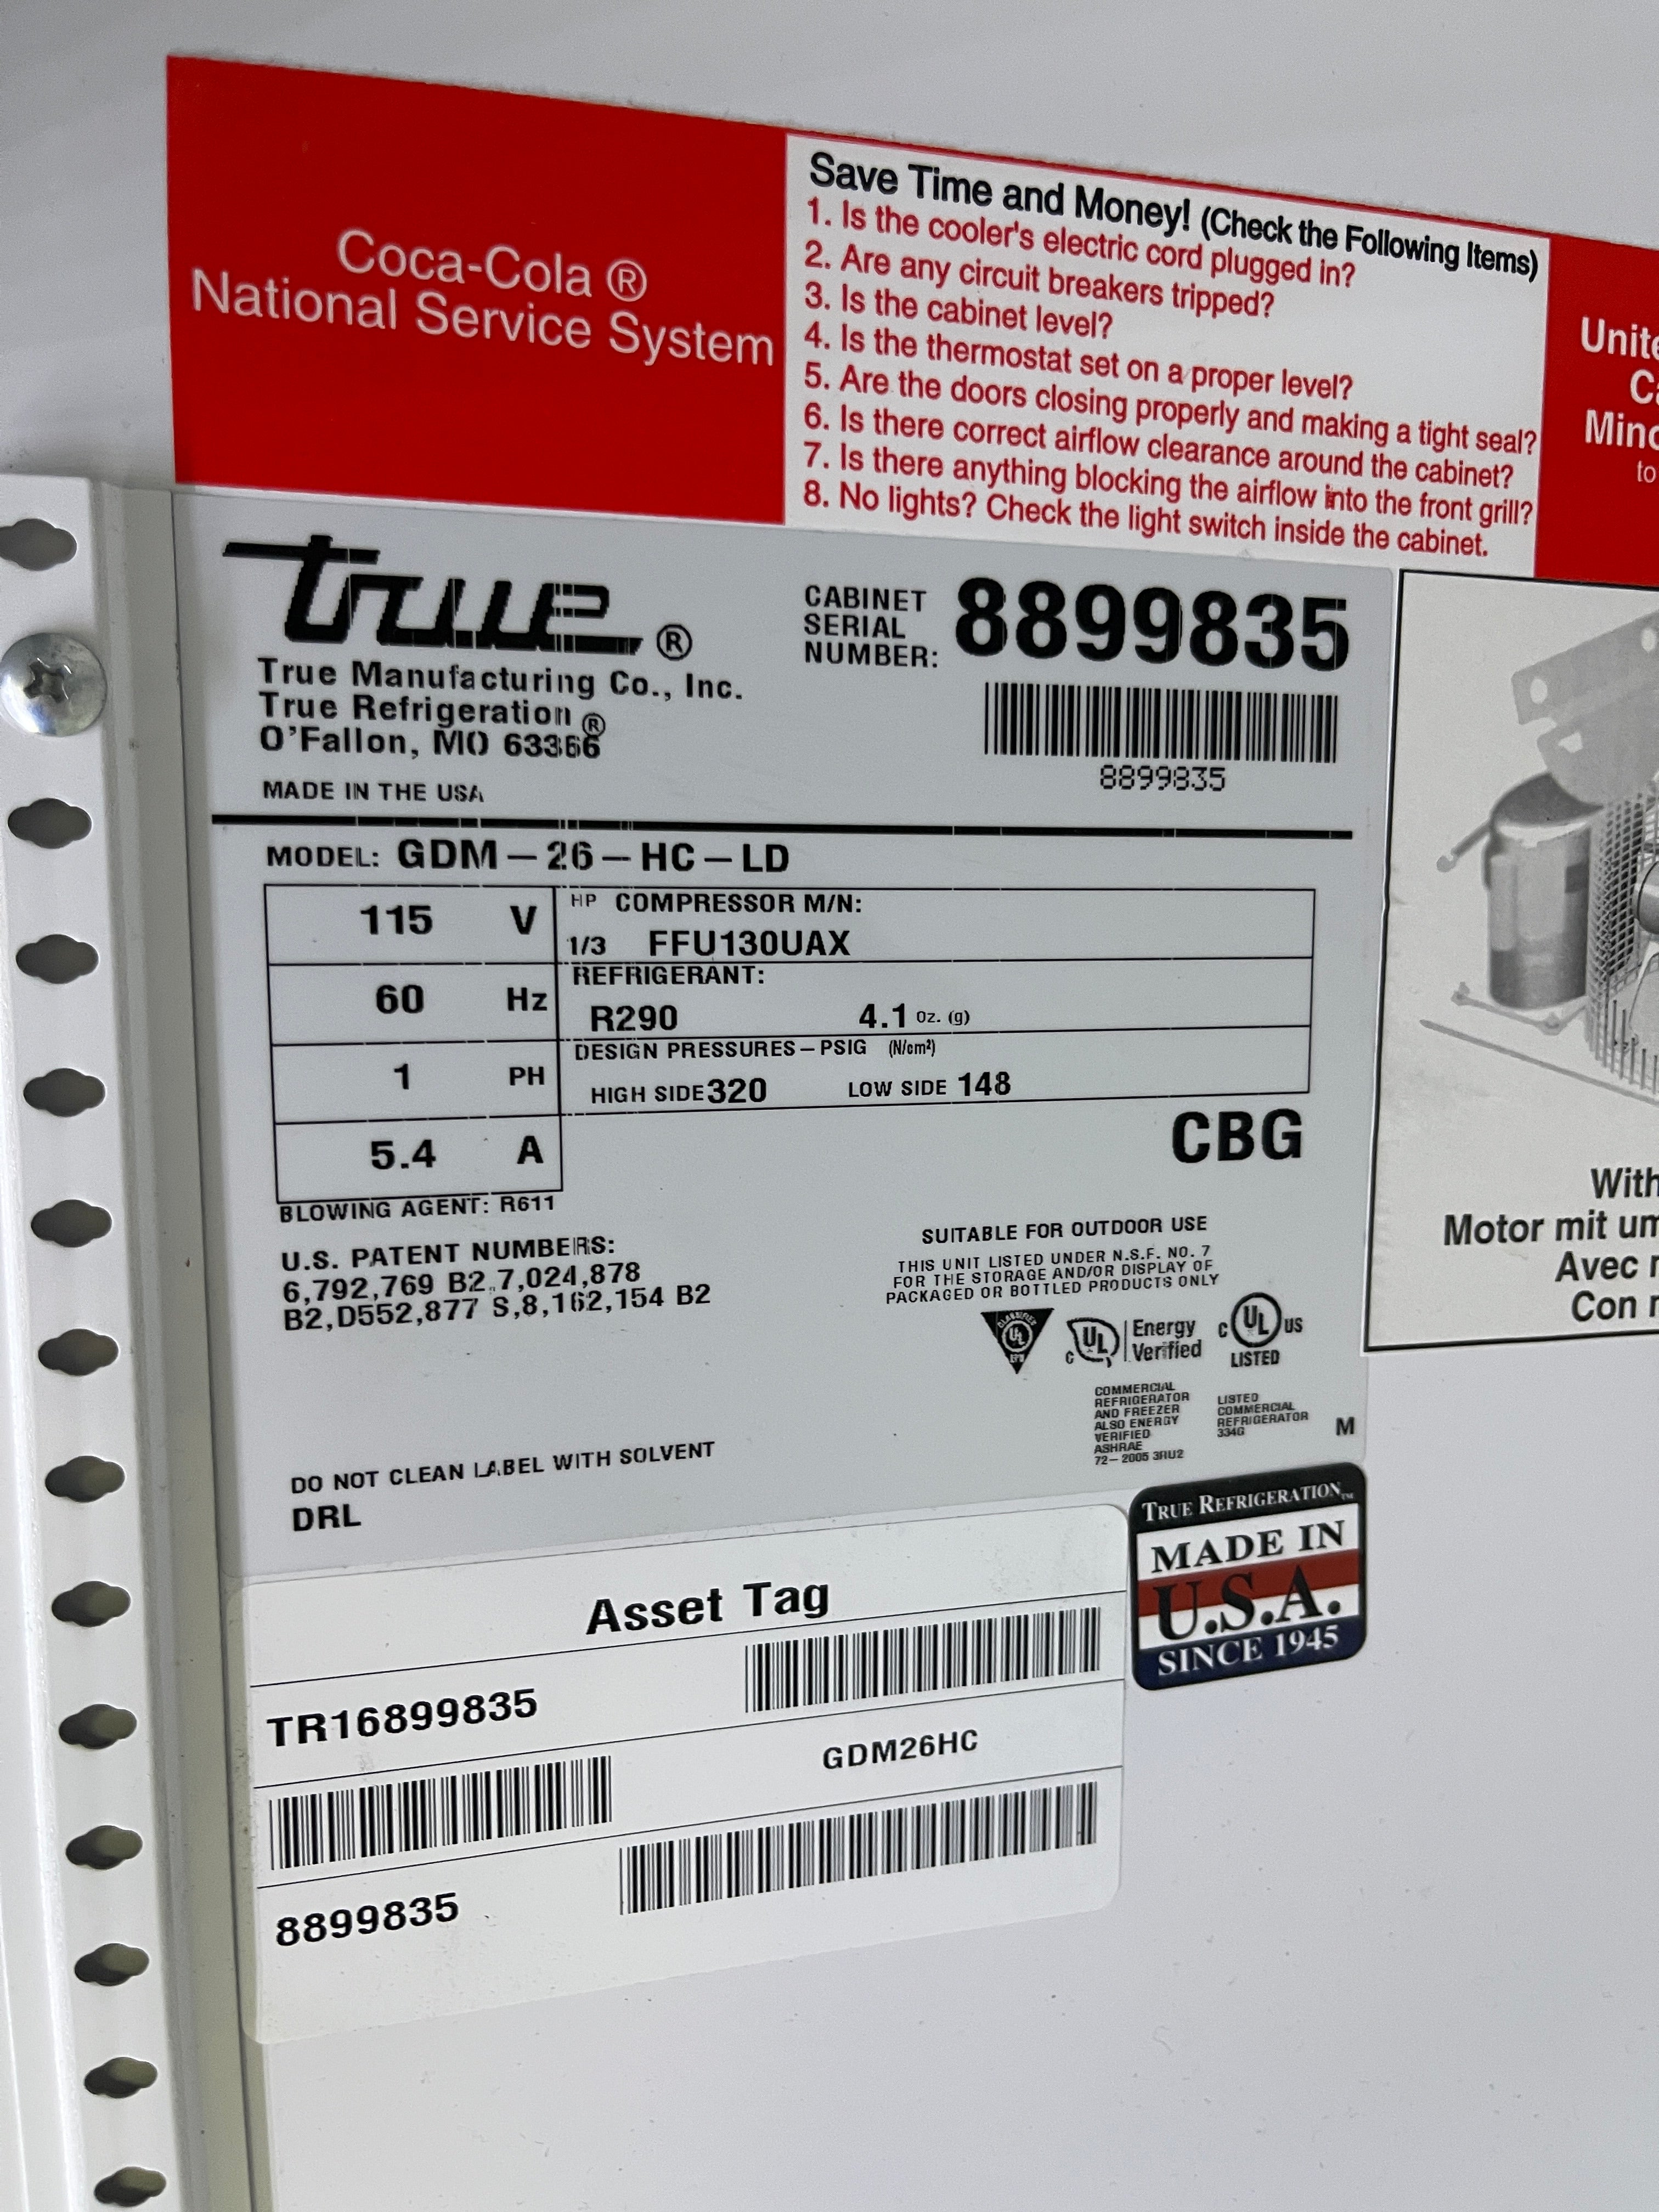 Coca-Cola ®
National Service System
Save Time and Money! (Check the Following Items)
1. Is the cooler's electric cord plugged in?
2. Are any circuit breakers tripped?
3. Is the cabinet level?
4. Is the thermostat set on a proper level?
5. Are the doors closing properly and making a tight seal?
6. Is there correct airflow clearance around the cabinet?
7. Is there anything blocking the airflow into the front grill?
8. No lights? Check the light switch inside the cabinet.
to
true ®
True Manufacturing Co., Inc.
True Refrigeration ®
O'Fallon, MO 63366
MADE IN THE USA
CABINET
SERIAL
NUMBER: 8899835
8899835
MODEL: GDM-26-HC-LD
115 V
60 Hz
1 PH
5.4 A
HP COMPRESSOR M/N:
1/3 FFU130UAX
REFRIGERANT:
R290 4.1 Oz. (g)
DESIGN PRESSURES-PSIG (N/cm²)
HIGH SIDE 320 LOW SIDE 148
CBG
BLOWING AGENT: R611
U.S. PATENT NUMBERS:
6,792,769 B2,7,024,878
B2,D552,877 S,8,162,154 B2
SUITABLE FOR OUTDOOR USE
THIS UNIT LISTED UNDER N.S.F. NO. 7
FOR THE STORAGE AND/OR DISPLAY OF
PACKAGED OR BOTTLED PRODUCTS ONLY
CLASSIFIED
UL
EPH
C UL Energy
Verified
C UL US
LISTED
COMMERCIAL
REFRIGERATOR
AND FREEZER
ALSO ENERGY
VERIFIED
ASHRAE
72-2005 3RU2
LISTED
COMMERCIAL
REFRIGERATOR
334G
M
DO NOT CLEAN LABEL WITH SOLVENT
DRL
With
Motor mit um
Avec
Con
TRUE REFRIGERATION™
MADE IN
U.S.A.
SINCE 1945
Asset Tag
TR16899835
GDM26HC
8899835